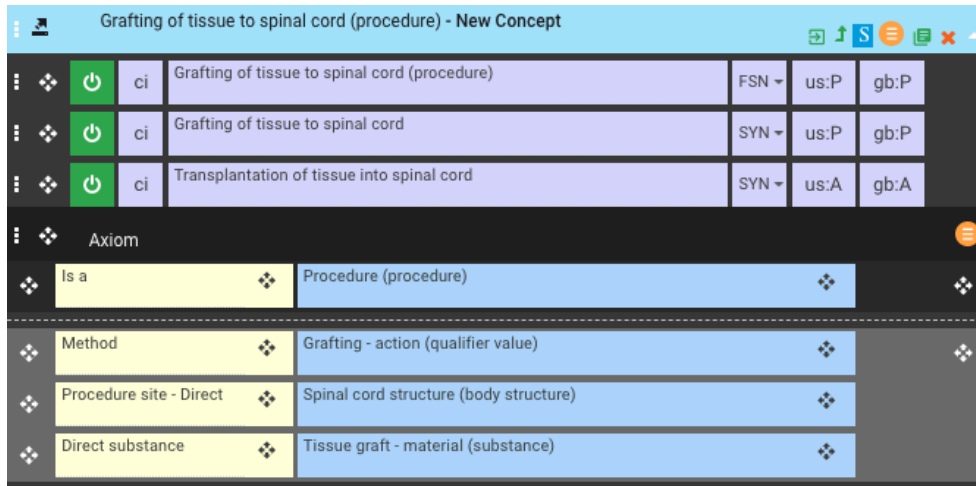 Grafting of tissue to spinal cord (procedure) - New Concept
S
ci Grafting of tissue to spinal cord (procedure) FSN us:P gb:P
ci Grafting of tissue to spinal cord SYN us:P gb:P
ci Transplantation of tissue into spinal cord SYN us:A gb:A
Axiom
Is a Procedure (procedure)
Method Grafting - action (qualifier value)
Procedure site - Direct Spinal cord structure (body structure)
Direct substance Tissue graft - material (substance)